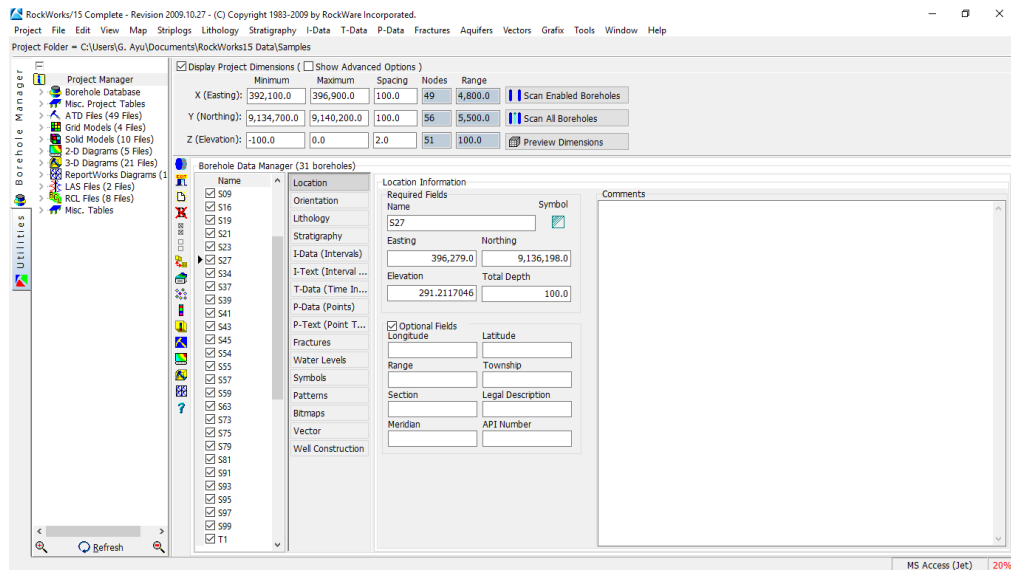 RockWorks/15 Complete - Revision 2009.10.27 - (C) Copyright 1983-2009 by RockWare Incorporated.
Project File Edit View Map Striplogs Lithology Stratigraphy I-Data T-Data P-Data Fractures Aquifers Vectors Grafix Tools Window Help
Project Folder = C:\Users\G. Ayu\Documents\RockWorks15 Data\Samples
Borehole Manager
Utilities
Project Manager
Borehole Database
Misc. Project Tables
ATD Files (49 Files)
Grid Models (4 Files)
Solid Models (10 Files)
2-D Diagrams (5 Files)
3-D Diagrams (21 Files)
ReportWorks Diagrams (1
LAS Files (2 Files)
RCL Files (8 Files)
Misc. Tables
Refresh
Display Project Dimensions ( Show Advanced Options )
Minimum Maximum Spacing Nodes Range
X (Easting): 392,100.0 396,900.0 100.0 49 4,800.0 Scan Enabled Boreholes
Y (Northing): 9,134,700.0 9,140,200.0 100.0 56 5,500.0 Scan All Boreholes
Z (Elevation): -100.0 0.0 2.0 51 100.0 Preview Dimensions
Borehole Data Manager (31 boreholes)
Name
S09
S16
S19
S21
S23
S27
S34
S37
S39
S41
S43
S45
S54
S55
S57
S59
S63
S73
S75
S79
S81
S91
S93
S95
S97
S99
T1
Location
Orientation
Lithology
Stratigraphy
I-Data (Intervals)
I-Text (Interval ...
T-Data (Time In...
P-Data (Points)
P-Text (Point T...
Fractures
Water Levels
Symbols
Patterns
Bitmaps
Vector
Well Construction
Location Information
Required Fields
Name Symbol
S27
Easting Northing
396,279.0 9,136,198.0
Elevation Total Depth
291.2117046 100.0
Optional Fields
Longitude Latitude
Range Township
Section Legal Description
Meridian API Number
Comments
MS Access (Jet) 20%